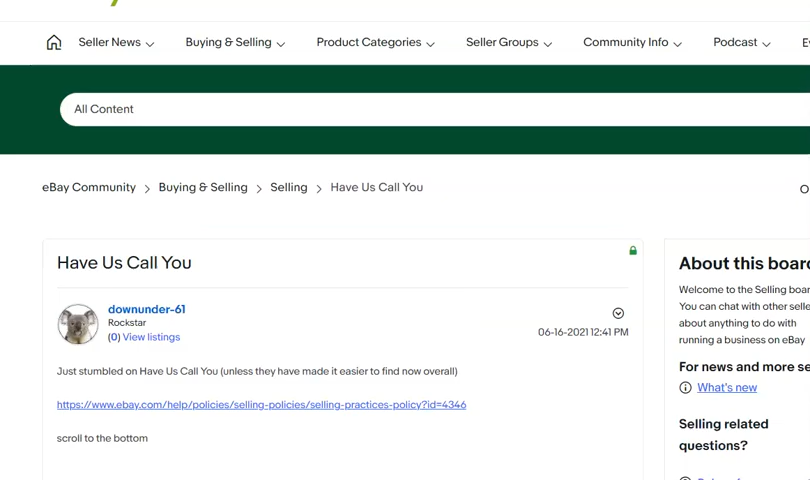 Seller News Buying & Selling Product Categories Seller Groups Community Info Podcast
All Content
eBay Community > Buying & Selling > Selling > Have Us Call You
Have Us Call You
downunder-61
Rockstar
(0) View listings
06-16-2021 12:41 PM
Just stumbled on Have Us Call You (unless they have made it easier to find now overall)
https://www.ebay.com/help/policies/selling-policies/selling-practices-policy?id=4346
scroll to the bottom
About this board
Welcome to the Selling boar
You can chat with other selle
about anything to do with
running a business on eBay
For news and more se
What's new
Selling related
questions?